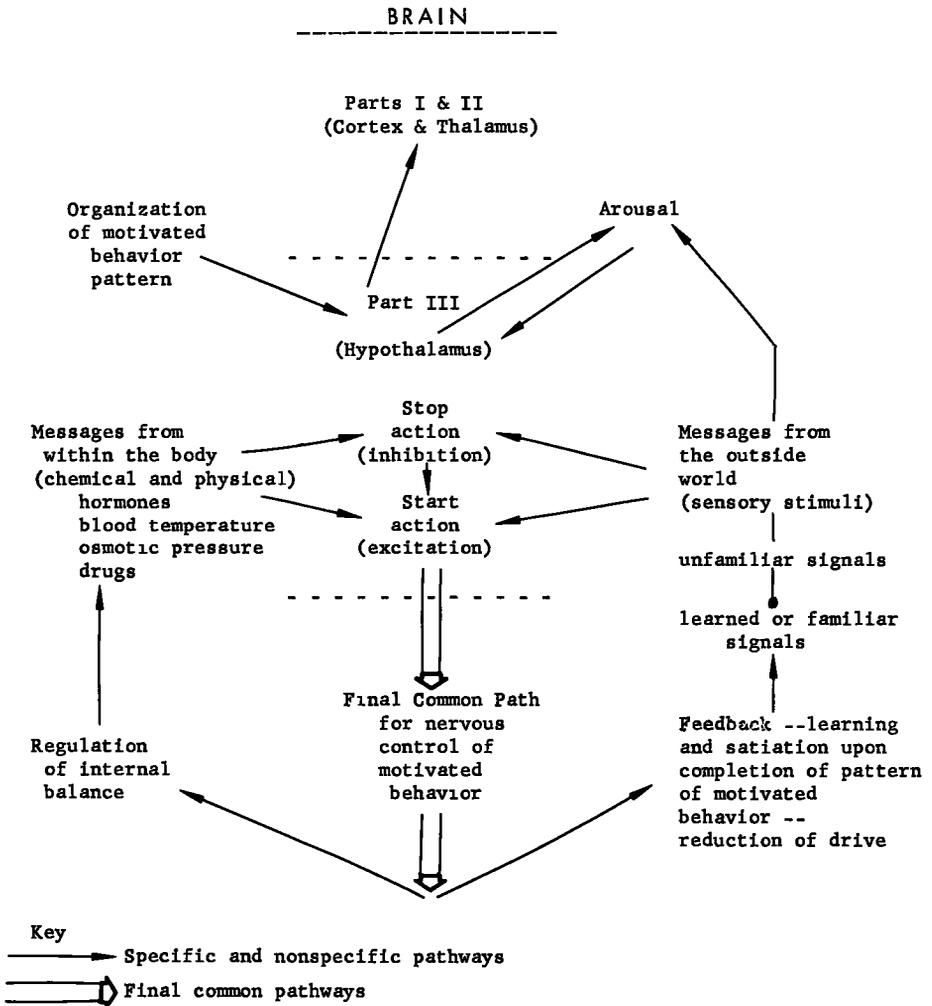 BRAIN
Parts I & II
(Cortex & Thalamus)
Organization
of motivated
behavior
pattern
Arousal
Part III
(Hypothalamus)
Stop
action
(inhibition)
Start
action
(excitation)
Messages from
within the body
(chemical and physical)
hormones
blood temperature
osmotic pressure
drugs
Messages from
the outside
world
(sensory stimuli)
unfamiliar signals
learned or familiar
signals
Final Common Path
for nervous
control of
motivated
behavior
Regulation
of internal
balance
Feedback --learning
and satiation upon
completion of pattern
of motivated
behavior --
reduction of drive
Key
Specific and nonspecific pathways
Final common pathways